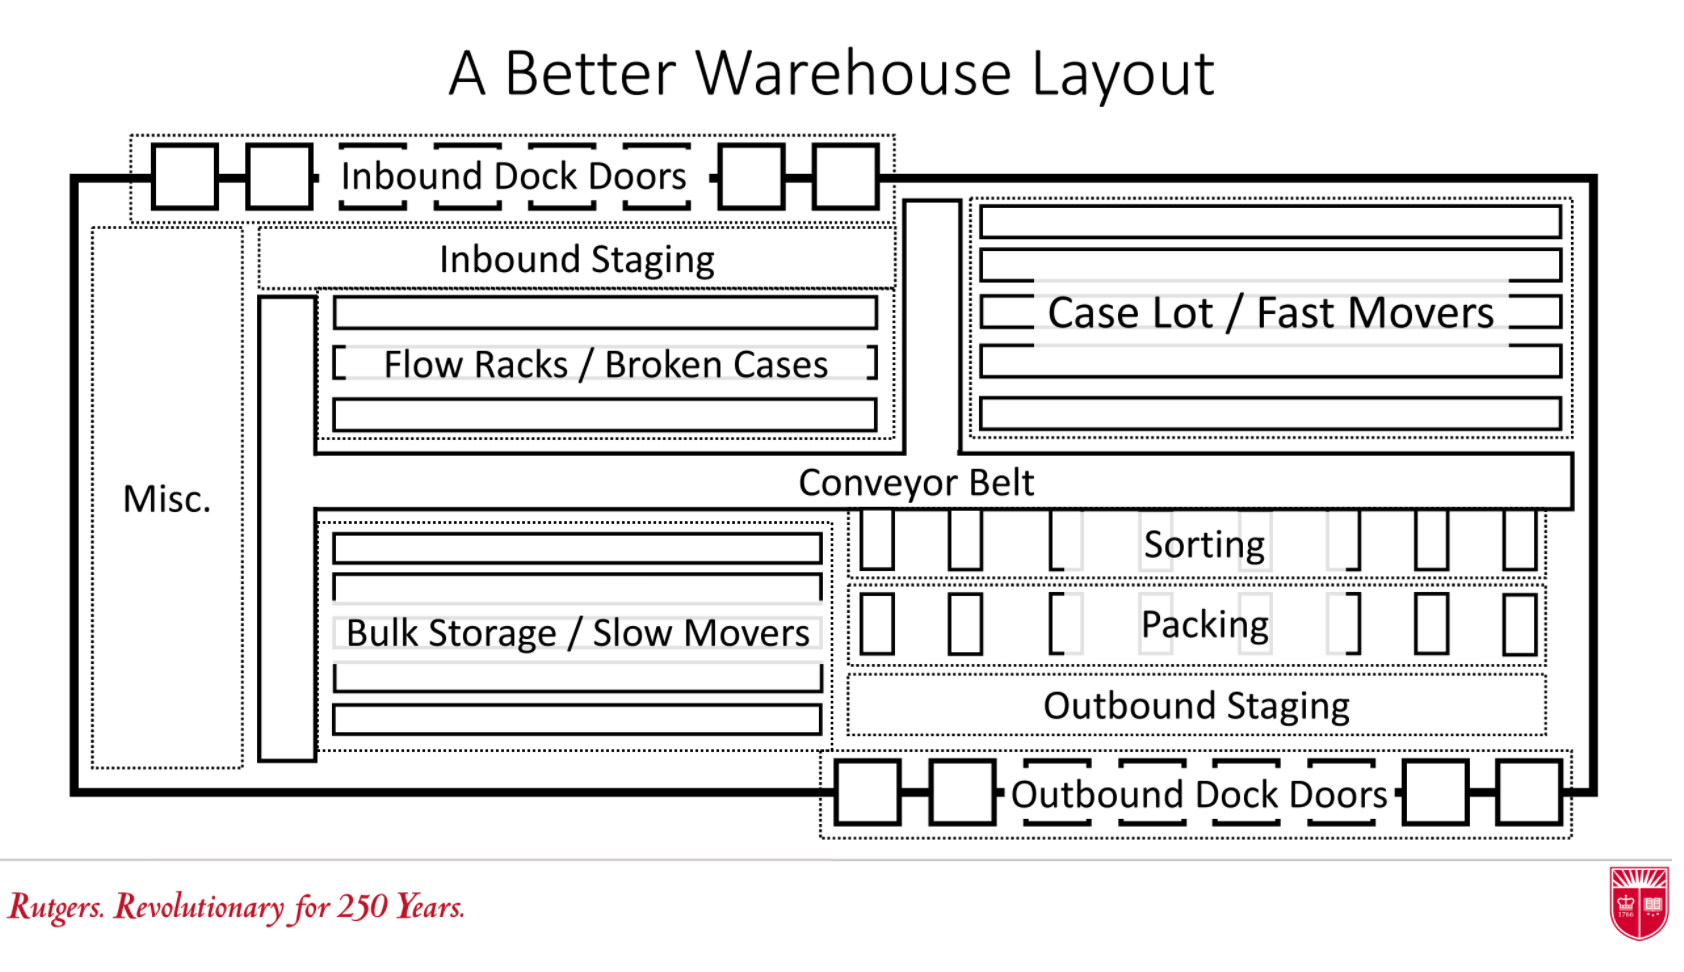 A Better Warehouse Layout
Inbound Dock Doors
Inbound Staging
Case Lot / Fast Movers
Flow Racks / Broken Cases
Conveyor Belt
Misc.
Sorting
Bulk Storage / Slow Movers
Packing
Outbound Staging
Outbound Dock Doors
Rutgers. Revolutionary for 250 Years.
1766